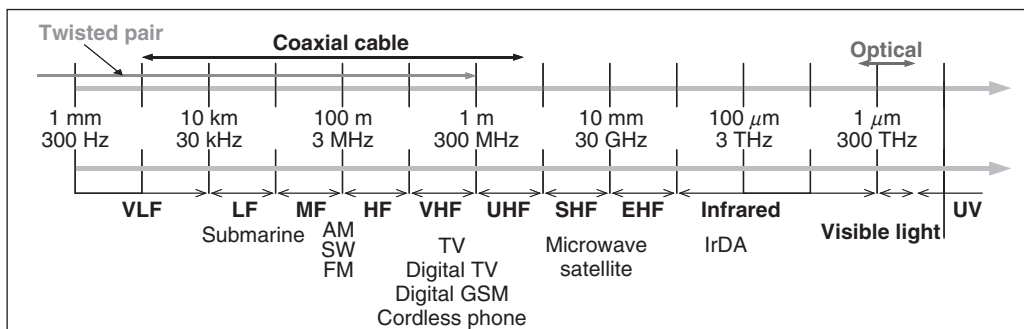 Twisted pair
Coaxial cable
Optical
1 mm 10 km 100 m 1 m 10 mm 100 μm 1 μm
300 Hz 30 kHz 3 MHz 300 MHz 30 GHz 3 THz 300 THz
VLF LF MF HF VHF UHF SHF EHF Infrared UV
Visible light
Submarine AM
SW
FM
TV
Digital TV
Digital GSM
Cordless phone
Microwave
satellite
IrDA